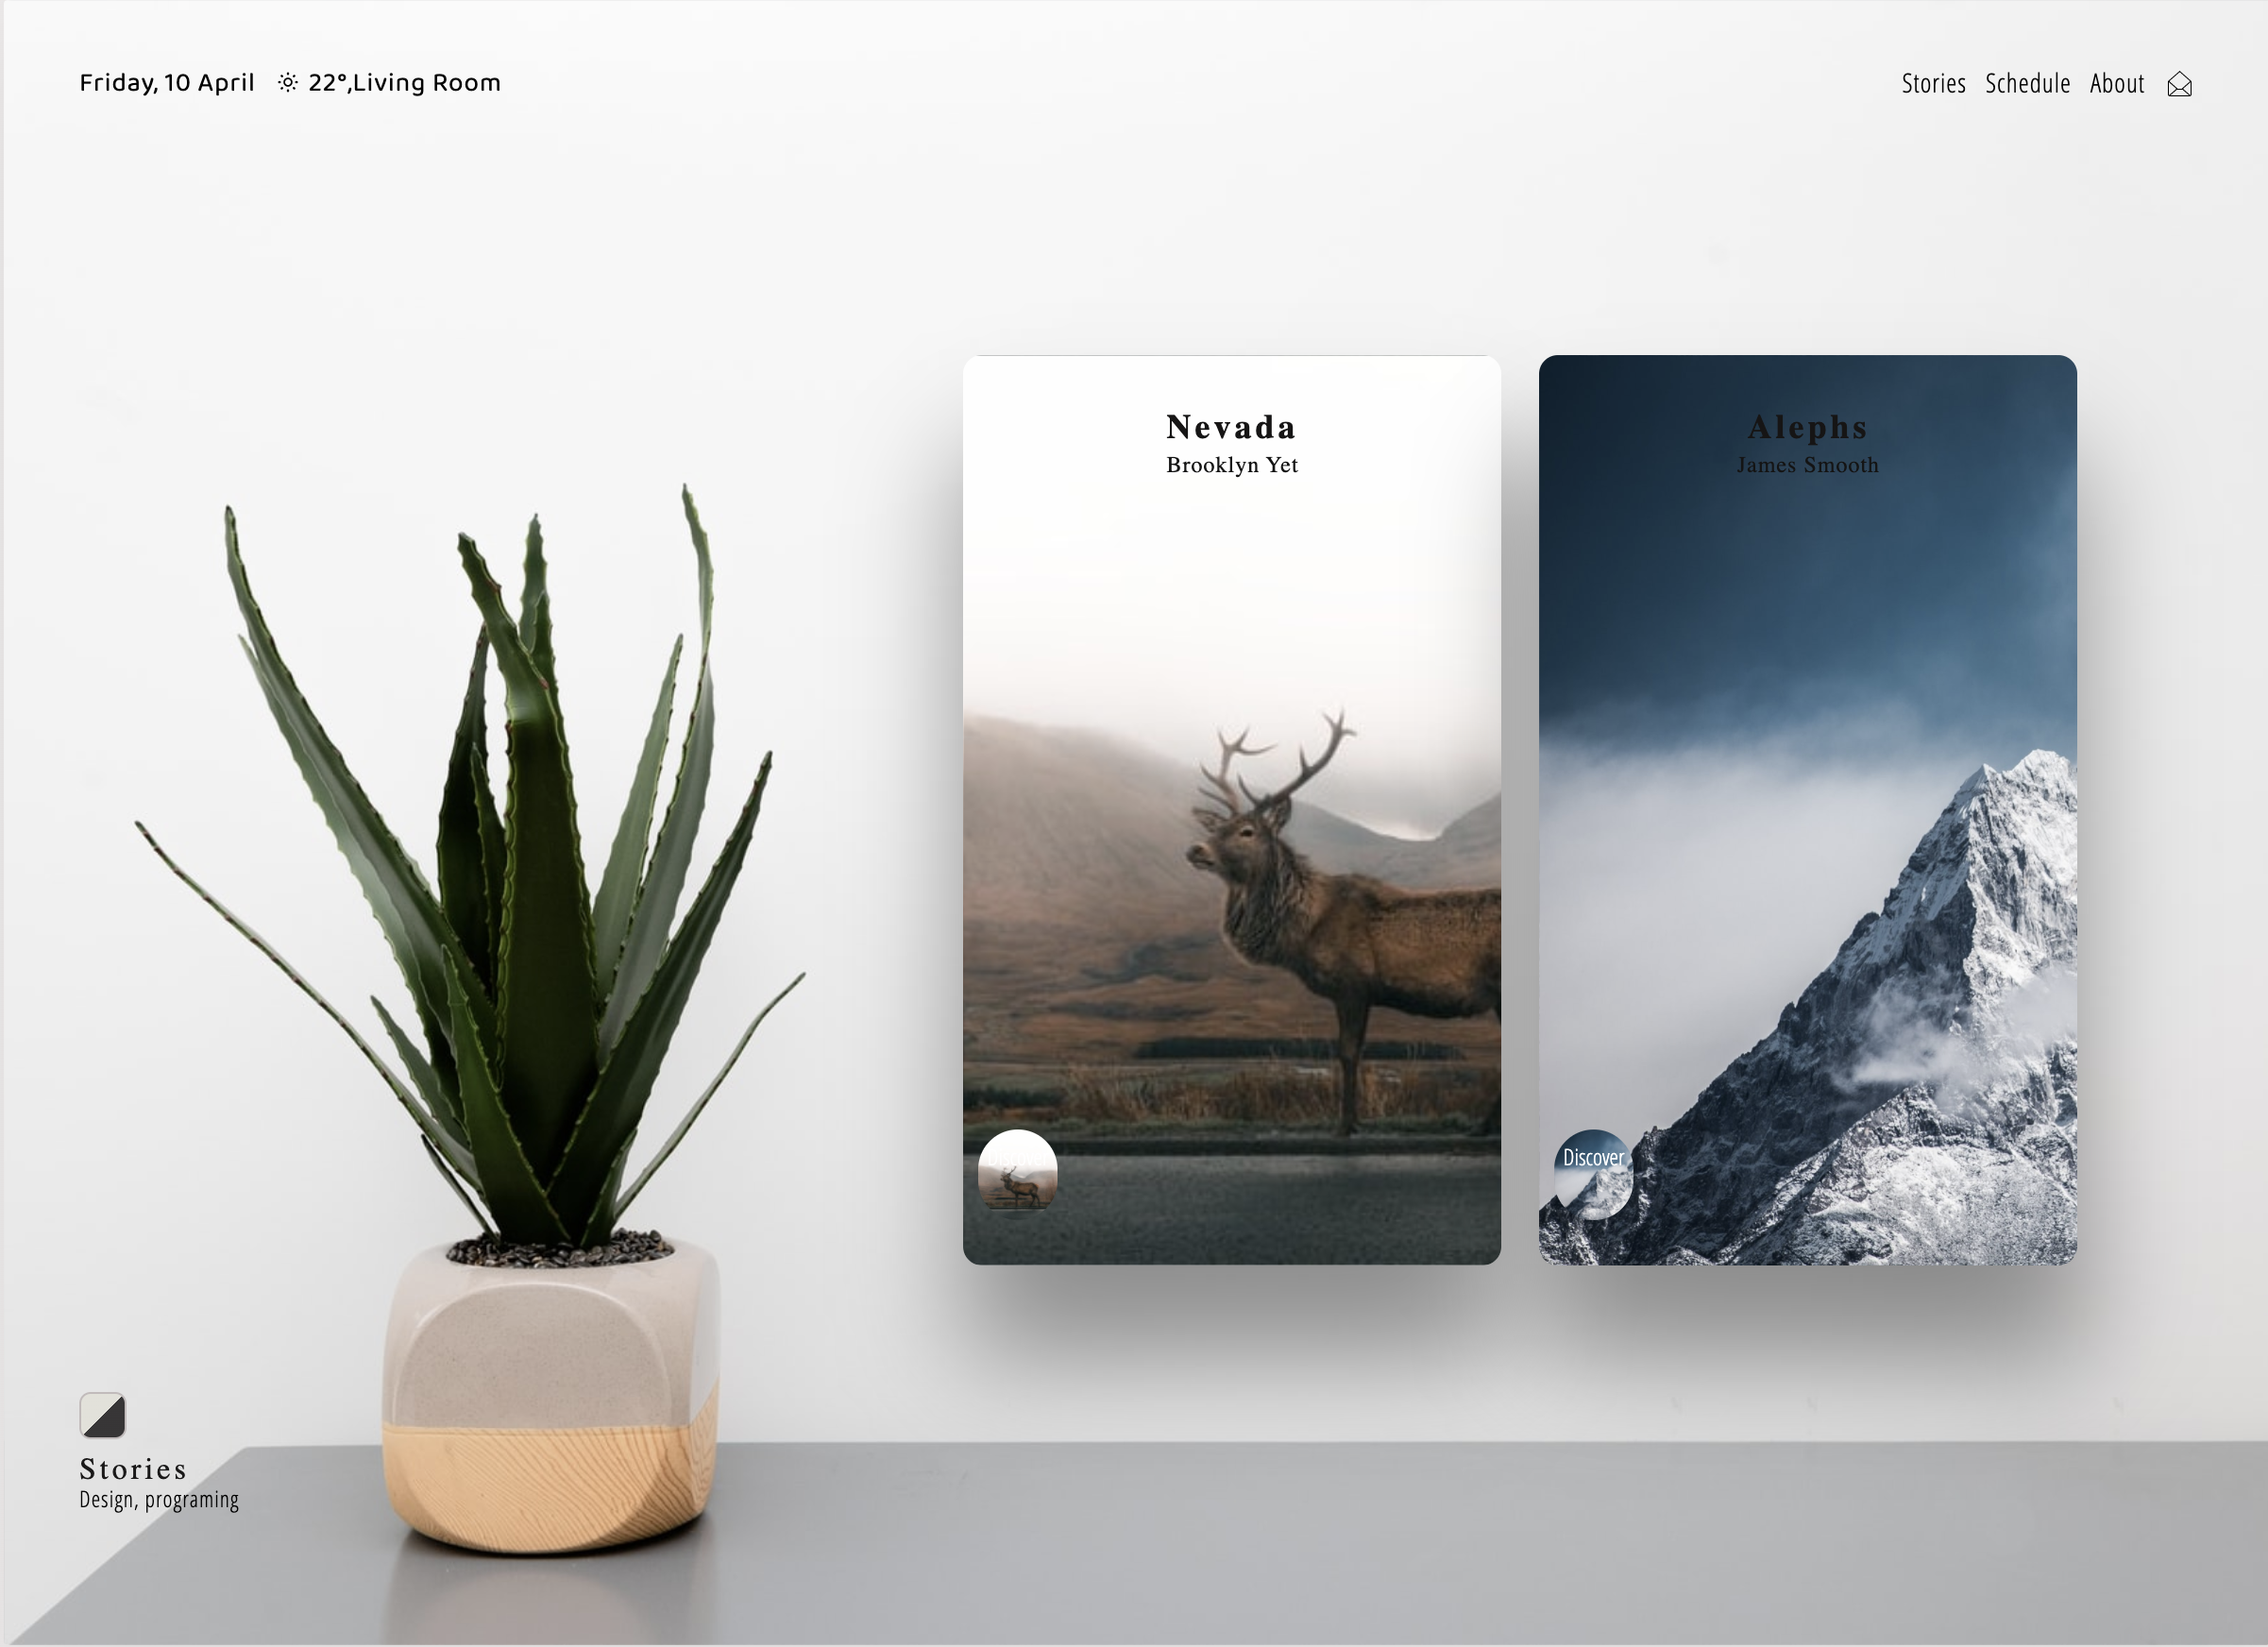 Friday, 10 April 22°,Living Room
Stories Schedule About
Nevada
Brooklyn Yet
Alephs
James Smooth
Discover
Stories
Design, programing